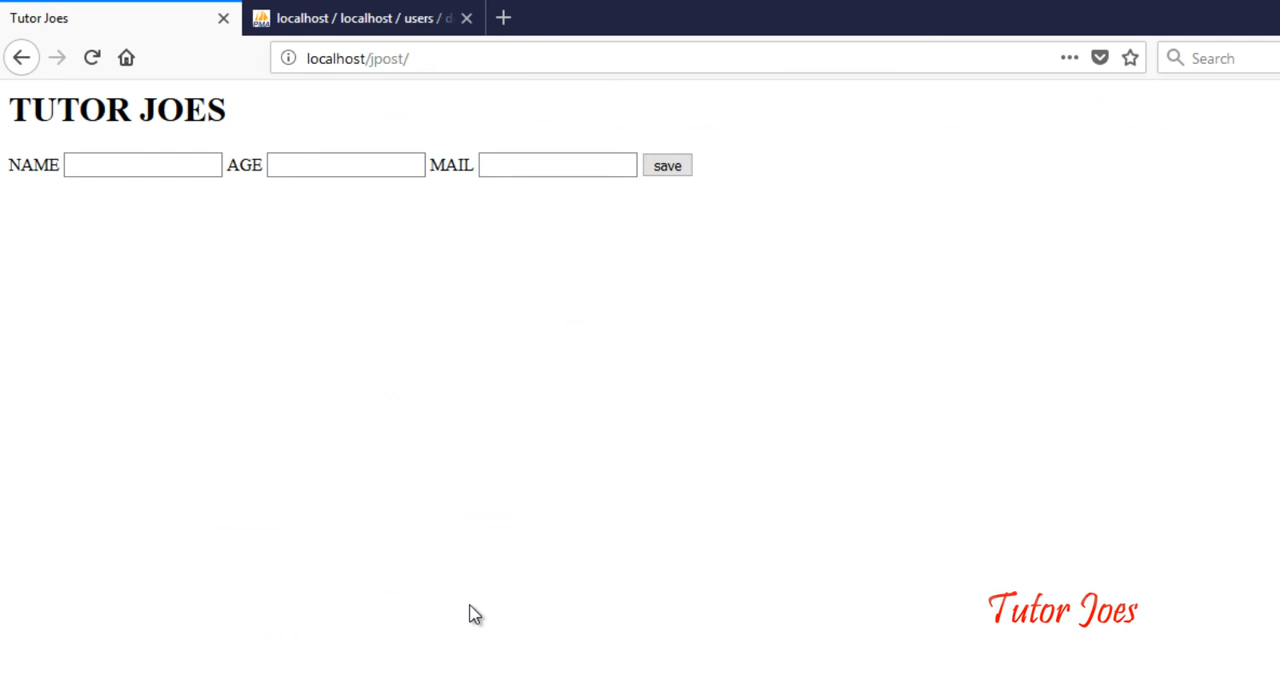 Tutor Joes
localhost / localhost / users / d
localhost/jpost/
Search
TUTOR JOES
NAME AGE MAIL save
Tutor Joes